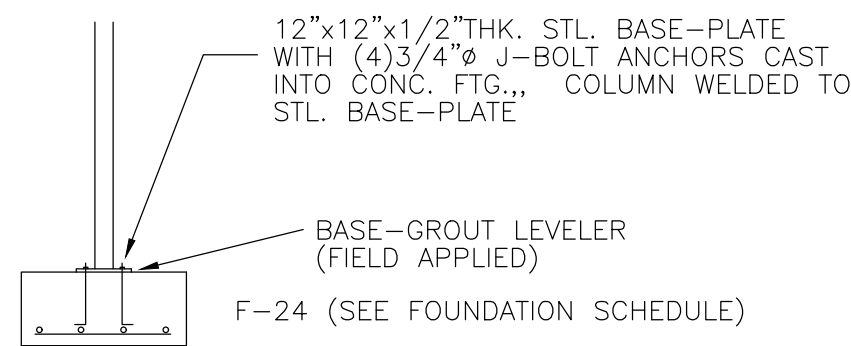 12"x12"x1/2"THK. STL. BASE-PLATE
WITH (4)3/4"ø J-BOLT ANCHORS CAST
INTO CONC. FTG.,, COLUMN WELDED TO
STL. BASE-PLATE
BASE-GROUT LEVELER
(FIELD APPLIED)
F-24 (SEE FOUNDATION SCHEDULE)